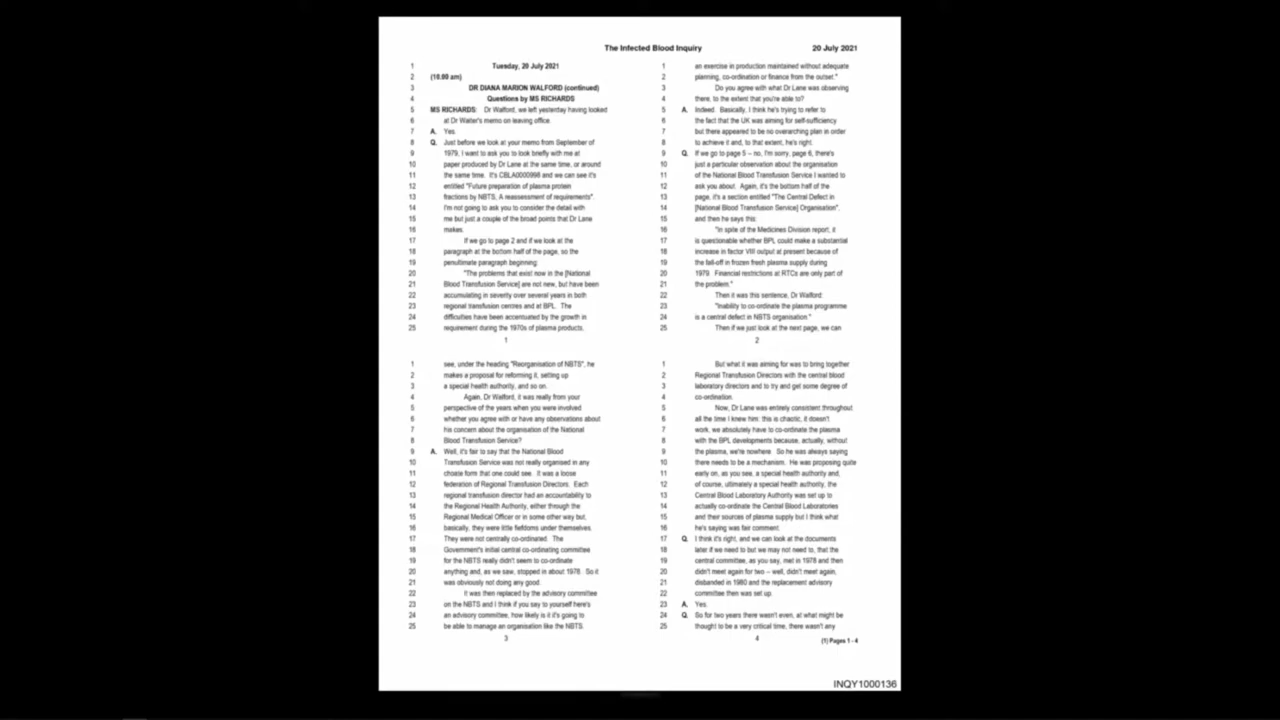 The Infected Blood Inquiry 20 July 2021
1 Tuesday, 20 July 2021
2 (10.00 am)
3 DR DIANA MARION WALFORD (continued)
4 Questions by MS RICHARDS
5 MS RICHARDS: Dr Walford, we left yesterday having looked
6 at Dr Waiter's memo on leaving office.
7 A. Yes.
8 Q. Just before we look at your memo from September of
9 1979, I want to ask you to look briefly with me at
10 paper produced by Dr Lane at the same time, or around
11 the same time. It's CBLA0000998 and we can see it's
12 entitled "Future preparation of plasma protein
13 fractions by NBTS, A reassessment of requirements".
14 I'm not going to ask you to consider the detail with
15 me but just a couple of the broad points that Dr Lane
16 makes.
17 If we go to page 2 and if we look at the
18 paragraph at the bottom half of the page, so the
19 penultimate paragraph beginning:
20 "The problems that exist now in the [National
21 Blood Transfusion Service] are not new, but have been
22 accumulating in severity over several years in both
23 regional transfusion centres and at BPL. The
24 difficulties have been accentuated by the growth in
25 requirement during the 1970s of plasma products,
1
1 an exercise in production maintained without adequate
2 planning, co-ordination or finance from the outset."
3 Do you agree with what Dr Lane was observing
4 there, to the extent that you're able to?
5 A. Indeed. Basically, I think he's trying to refer to
6 the fact that the UK was aiming for self-sufficiency
7 but there appeared to be no overarching plan in order
8 to achieve it and, to that extent, he's right.
9 Q. If we go to page 5 -- no, I'm sorry, page 6, there's
10 just a particular observation about the organisation
11 of the National Blood Transfusion Service I wanted to
12 ask you about. Again, it's the bottom half of the
13 page, it's a section entitled "The Central Defect in
14 [National Blood Transfusion Service] Organisation",
15 and then he says this:
16 "In spite of the Medicines Division report, it
17 is questionable whether BPL could make a substantial
18 increase in factor VIII output at present because of
19 the fall-off in frozen fresh plasma supply during
20 1979. Financial restrictions at RTCs are only part of
21 the problem."
22 Then it was this sentence, Dr Walford:
23 "Inability to co-ordinate the plasma programme
24 is a central defect in NBTS organisation."
25 Then if we just look at the next page, we can
2
1 see, under the heading "Reorganisation of NBTS", he
2 makes a proposal for reforming it, setting up
3 a special health authority, and so on.
4 Again, Dr Walford, it was really from your
5 perspective of the years when you were involved
6 whether you agree with or have any observations about
7 his concern about the organisation of the National
8 Blood Transfusion Service?
9 A. Well, it's fair to say that the National Blood
10 Transfusion Service was not really organised in any
11 choate form that one could see. It was a loose
12 federation of Regional Transfusion Directors. Each
13 regional transfusion director had an accountability to
14 the Regional Health Authority, either through the
15 Regional Medical Officer or in some other way but,
16 basically, they were little fiefdoms under themselves.
17 They were not centrally co-ordinated. The
18 Government's initial central co-ordinating committee
19 for the NBTS really didn't seem to co-ordinate
20 anything and, as we saw, stopped in about 1978. So it
21 was obviously not doing any good.
22 It was then replaced by the advisory committee
23 on the NBTS and I think if you say to yourself here's
24 an advisory committee, how likely is it it's going to
25 be able to manage an organisation like the NBTS.
3
1 But what it was aiming for was to bring together
2 Regional Transfusion Directors with the central blood
3 laboratory directors and to try and get some degree of
4 co-ordination.
5 Now, Dr Lane was entirely consistent throughout
6 all the time I knew him: this is chaotic, it doesn't
7 work, we absolutely have to co-ordinate the plasma
8 with the BPL developments because, actually, without
9 the plasma, we're nowhere. So he was always saying
10 there needs to be a mechanism. He was proposing quite
11 early on, as you see, a special health authority and,
12 of course, ultimately a special health authority, the
13 Central Blood Laboratory Authority was set up to
14 actually co-ordinate the Central Blood Laboratories
15 and their sources of plasma supply but I think what
16 he's saying was fair comment.
17 Q. I think it's right, and we can look at the documents
18 later if we need to but we may not need to, that the
19 central committee, as you say, met in 1978 and then
20 didn't meet again for two -- well, didn't meet again,
21 disbanded in 1980 and the replacement advisory
22 committee then was set up.
23 A. Yes.
24 Q. So for two years there wasn't even, at what might be
25 thought to be a very critical time, there wasn't any
4
(1) Pages 1 - 4
INQY1000136